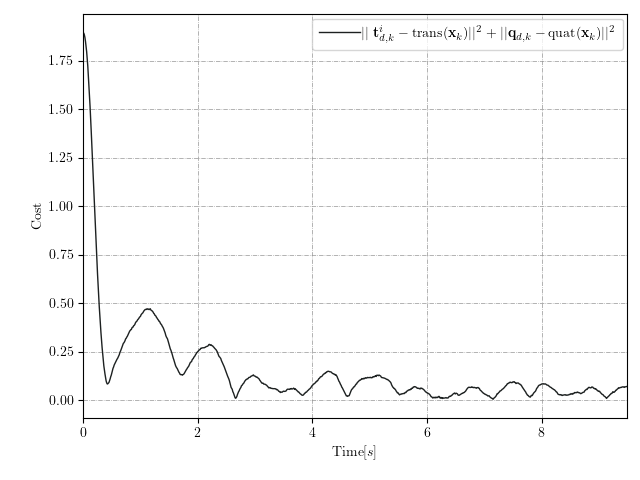 || t^i_{d,k} − trans(x_k)||^2 + ||q_{d,k} − quat(x_k)||^2
1.75
1.50
1.25
1.00
0.75
0.50
0.25
0.00
Cost
0 2 4 6 8
Time[s]